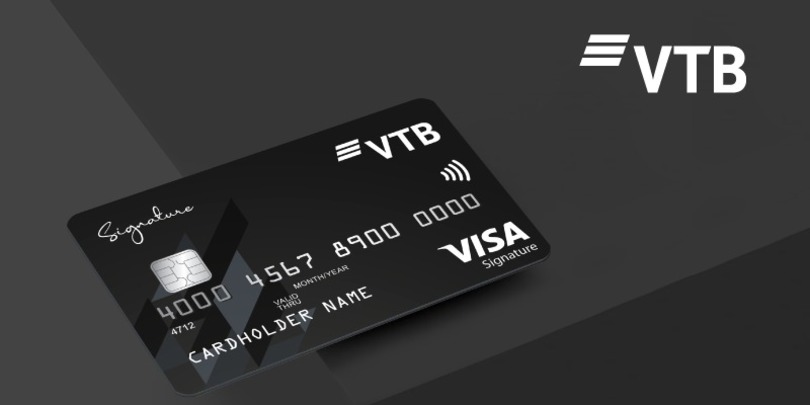 VTB
VTB
Signature
4000 4567 8900 0000
4712
VALID THRU
MONTH/YEAR
CARDHOLDER NAME
VISA
Signature